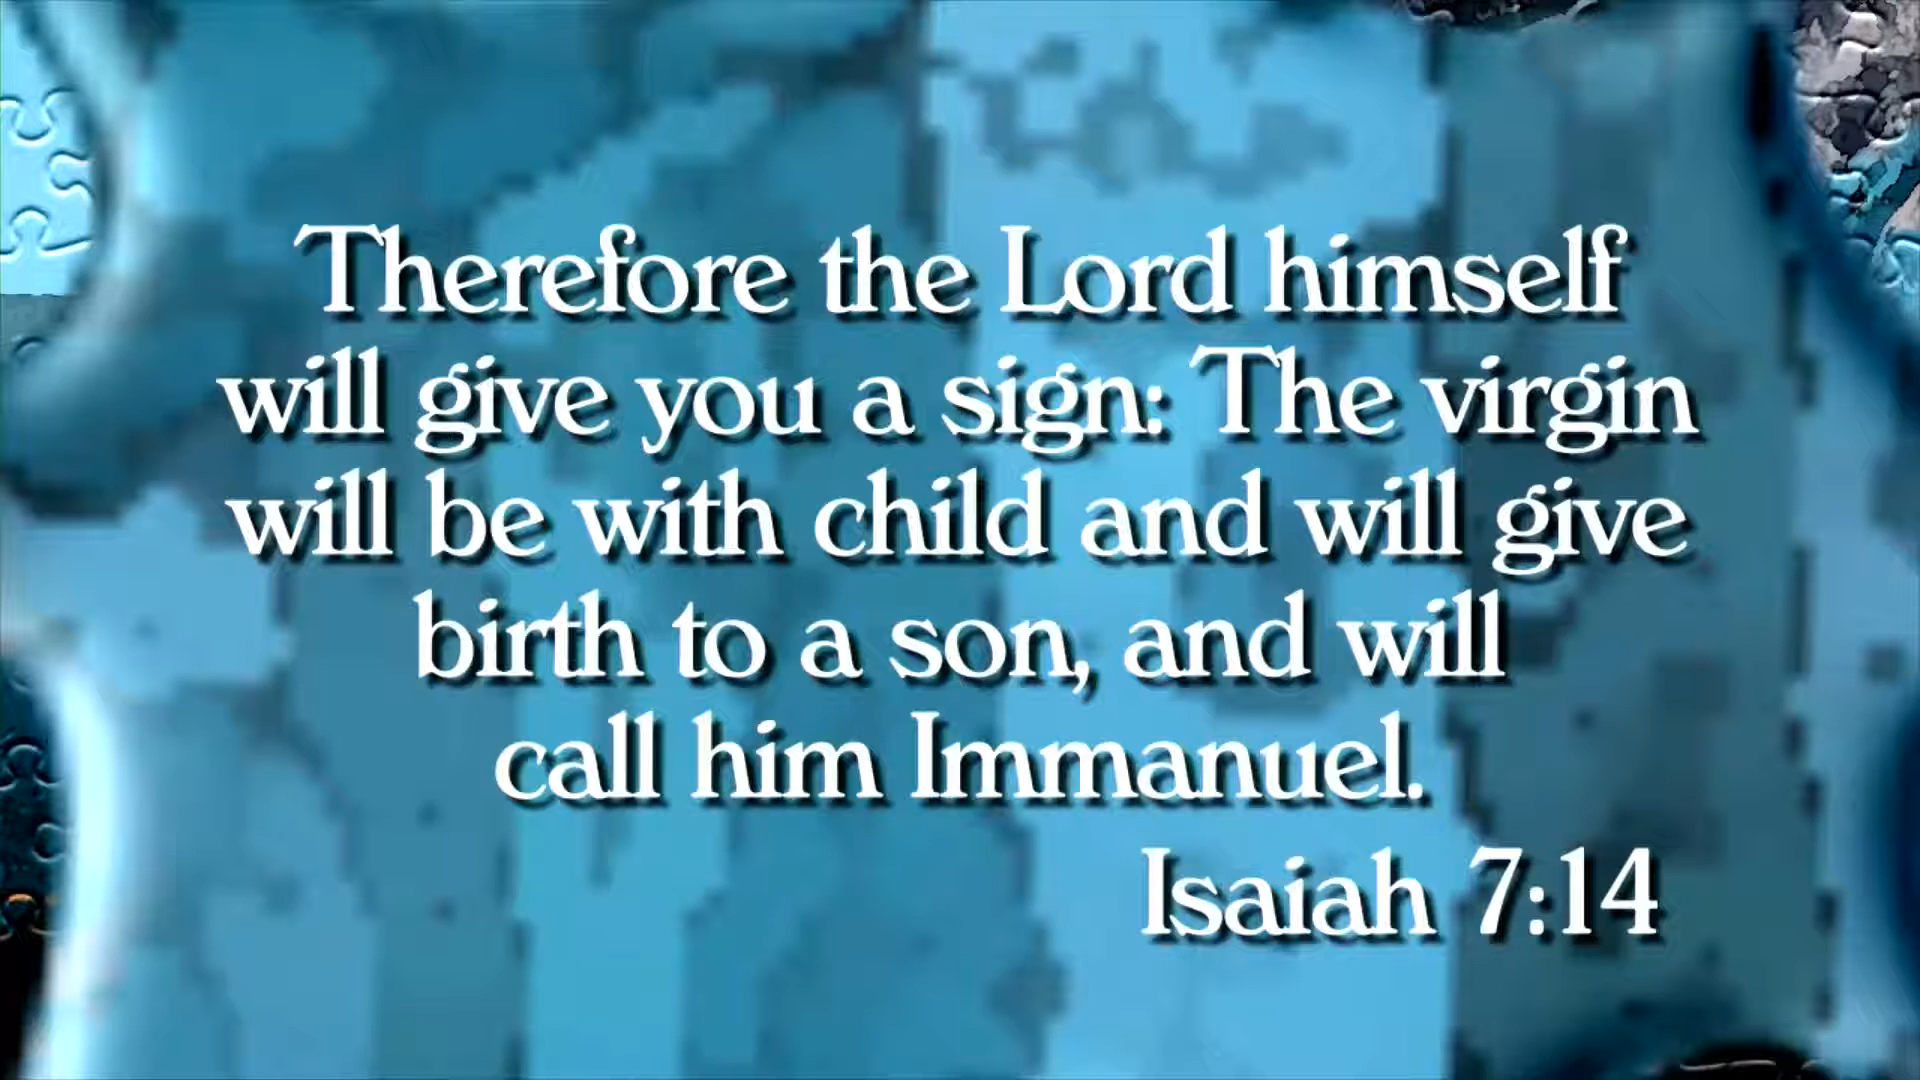 Therefore the Lord himself
will give you a sign: The virgin
will be with child and will give
birth to a son, and will
call him Immanuel.
Isaiah 7:14